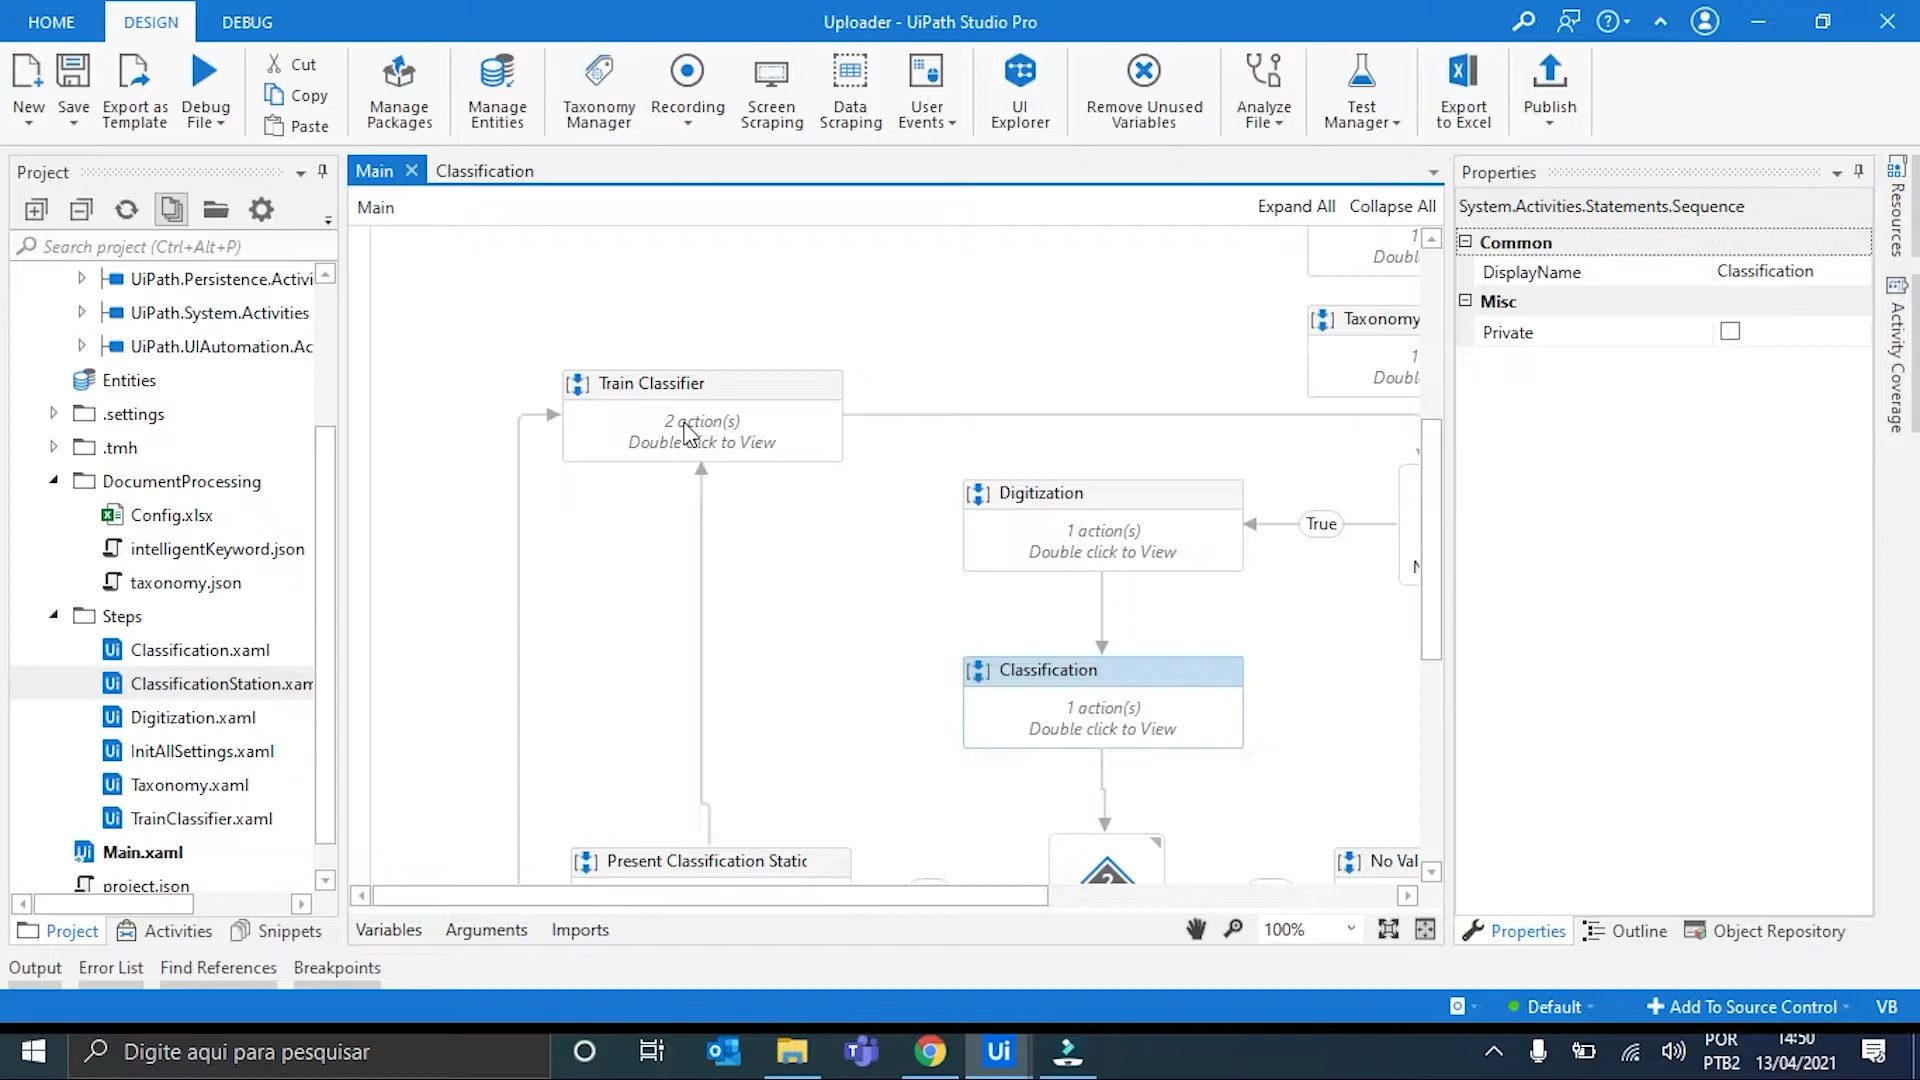 HOME
DESIGN
DEBUG
Uploader - UiPath Studio Pro
New
Save
Export as
Template
Debug
File
Cut
Copy
Paste
Manage
Packages
Manage
Entities
Taxonomy
Manager
Recording
Screen
Scraping
Data
Scraping
User
Events
UI
Explorer
Remove Unused
Variables
Analyze
File
Test
Manager
Export
to Excel
Publish
Project
Search project (Ctrl+Alt+P)
UiPath.Persistence.Activi
UiPath.System.Activities
UiPath.UIAutomation.Ac
Entities
.settings
.tmh
DocumentProcessing
Config.xlsx
intelligentKeyword.json
taxonomy.json
Steps
Classification.xaml
ClassificationStation.xam
Digitization.xaml
InitAllSettings.xaml
Taxonomy.xaml
TrainClassifier.xaml
Main.xaml
project.json
Project
Activities
Snippets
Main
Classification
Main
Expand All
Collapse All
1
Doubl
Taxonomy
1
Doubl
Train Classifier
2 action(s)
Double click to View
Digitization
1 action(s)
Double click to View
True
N
Classification
1 action(s)
Double click to View
Present Classification Static
No Val
Variables
Arguments
Imports
100%
Properties
System.Activities.Statements.Sequence
Common
DisplayName
Classification
Misc
Private
Properties
Outline
Object Repository
Resources
Activity Coverage
Output
Error List
Find References
Breakpoints
Default
Add To Source Control
VB
Digite aqui para pesquisar
Ui
POR
PTB2
14:50
13/04/2021